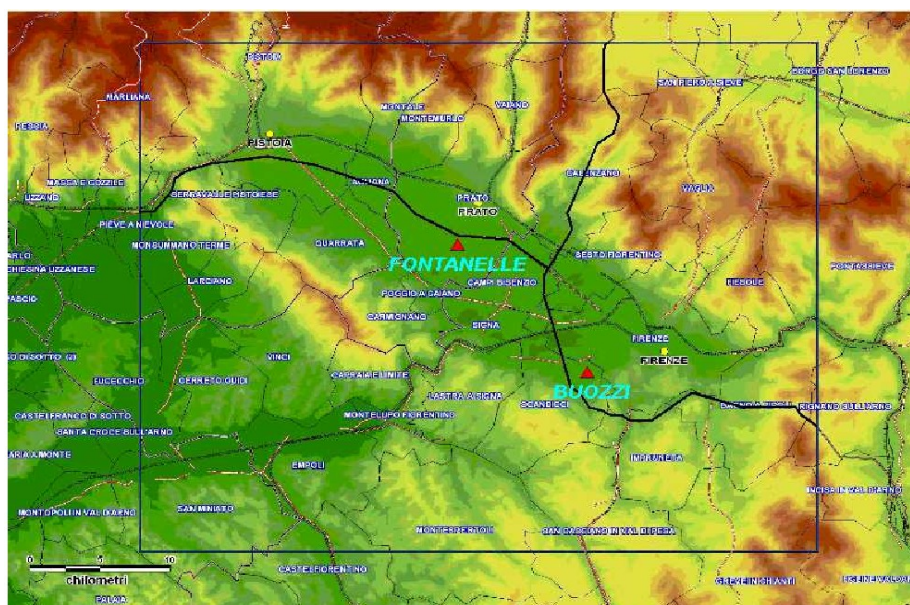 PISTOIA
BORGO SAN LORENZO
SAN PIERO A SIEVE
MARLIANA
MONTALE
VAIANO
MONTEMURLO
PESCIA
PISTOIA
CALENZANO
MASSA E COZZILE
VAGLIA
UZZANO
SERRAVALLE PISTOIESE
AGLIANA
PRATO
PRATO
PIEVE A NIEVOLE
MONSUMMANO TERME
QUARRATA
SESTO FIORENTINO
PONTASSIEVE
CHIESINA UZZANESE
FONTANELLE
LARCIANO
CAMPI BISENZIO
FIESOLE
POGGIO A CAIANO
CARMIGNANO
SIGNA
FIRENZE
VINCI
FIRENZE
CAPRAIA E LIMITE
FUCECCHIO
CERRETO GUIDI
BUOZZI
LASTRA A SIGNA
SCANDICCI
BAGNO A RIPOLI
RIGNANO SULL'ARNO
CASTELFRANCO DI SOTTO
MONTELUPO FIORENTINO
SANTA CROCE SULL'ARNO
EMPOLI
IMPRUNETA
INCISA IN VAL D'ARNO
SAN MINIATO
MONTOPOLI IN VAL D'ARNO
MONTESPERTOLI
SAN CASCIANO IN VAL DI PESA
0 5 10
chilometri
CASTELFIORENTINO
GREVE IN CHIANTI
PALAIA